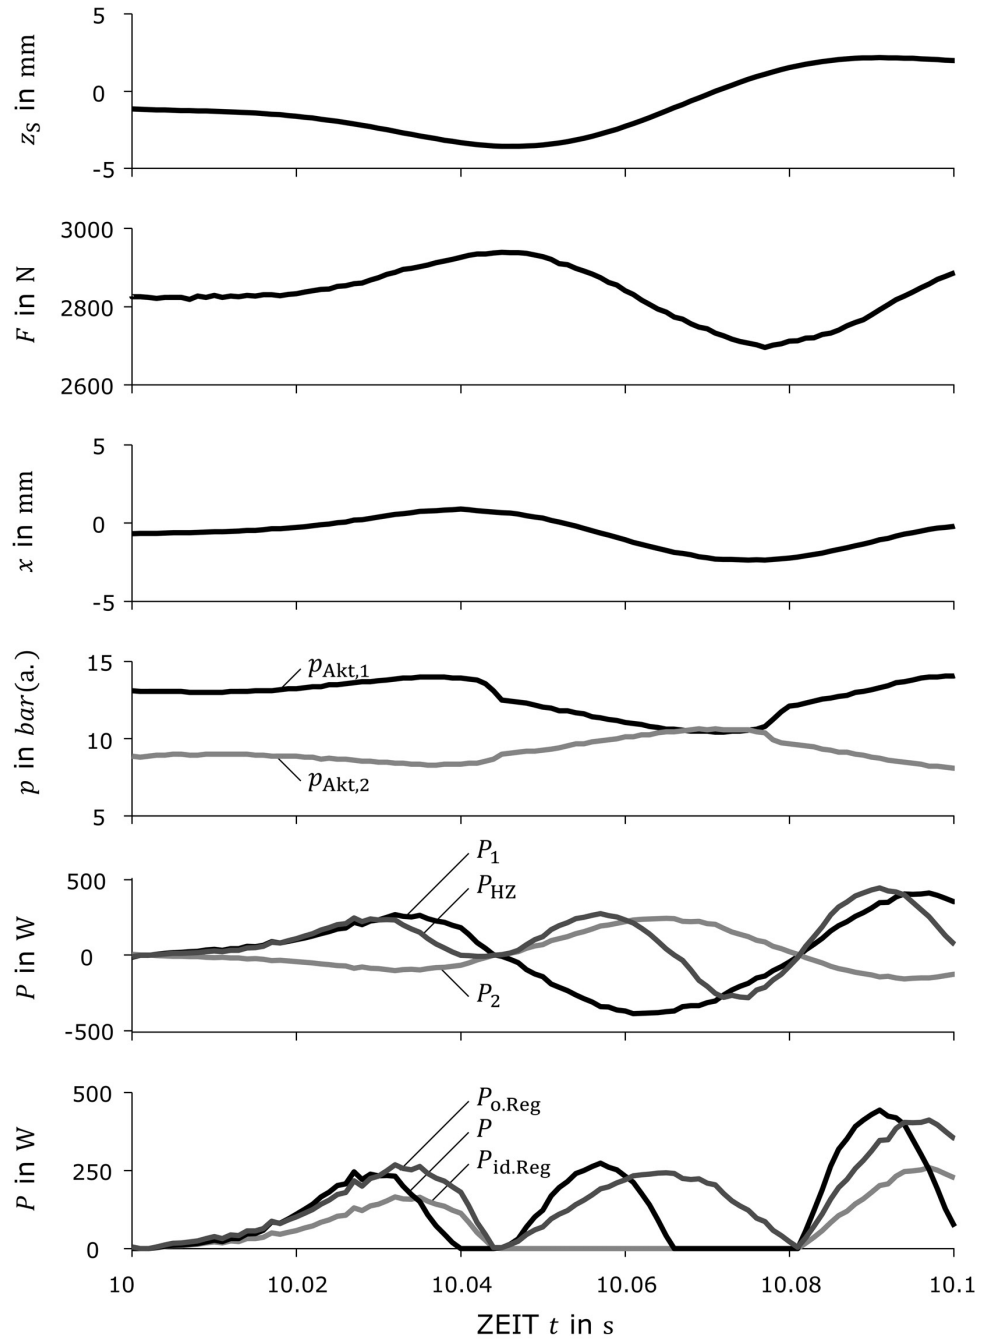 5
0
-5
z_S in mm
3000
2800
2600
F in N
5
0
-5
x in mm
15
10
5
p in bar(a.)
p_Akt,1
p_Akt,2
500
0
-500
P in W
P_1
P_HZ
P_2
500
250
0
P in W
P_o.Reg
P
P_id.Reg
10 10.02 10.04 10.06 10.08 10.1
ZEIT t in s